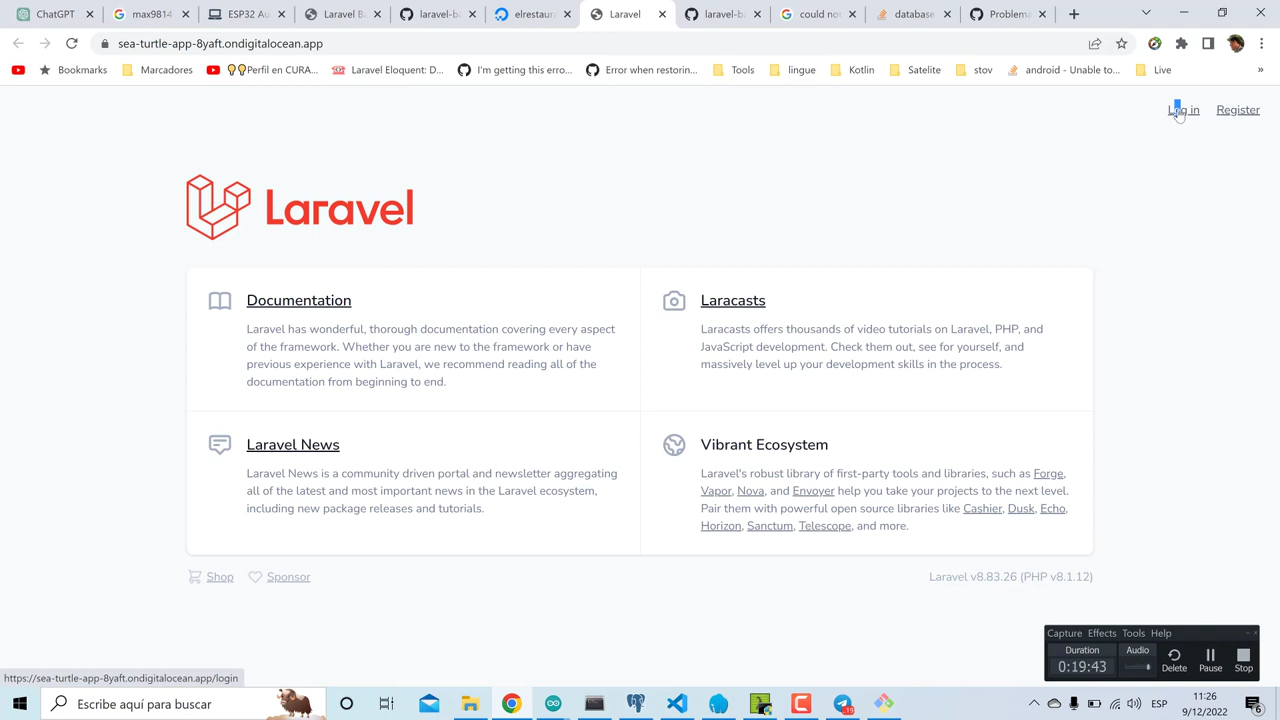 ChatGPT
max9814
ESP32 Au
Laravel B
laravel-b
elrestaura
Laravel
laravel-b
could no
database
Problema
sea-turtle-app-8yaft.ondigitalocean.app
Bookmarks
Marcadores
Perfil en CURA...
Laravel Eloquent: D...
I'm getting this erro...
Error when restorin...
Tools
lingue
Kotlin
Satelite
stov
android - Unable to...
Live
»
Log in
Register
Laravel
Documentation
Laravel has wonderful, thorough documentation covering every aspect
of the framework. Whether you are new to the framework or have
previous experience with Laravel, we recommend reading all of the
documentation from beginning to end.
Laracasts
Laracasts offers thousands of video tutorials on Laravel, PHP, and
JavaScript development. Check them out, see for yourself, and
massively level up your development skills in the process.
Laravel News
Laravel News is a community driven portal and newsletter aggregating
all of the latest and most important news in the Laravel ecosystem,
including new package releases and tutorials.
Vibrant Ecosystem
Laravel's robust library of first-party tools and libraries, such as Forge,
Vapor, Nova, and Envoyer help you take your projects to the next level.
Pair them with powerful open source libraries like Cashier, Dusk, Echo,
Horizon, Sanctum, Telescope, and more.
Shop
Sponsor
Laravel v8.83.26 (PHP v8.1.12)
Capture Effects Tools Help
Duration
0:19:43
Audio
Delete
Pause
Stop
https://sea-turtle-app-8yaft.ondigitalocean.app/login
Escribe aquí para buscar
19
ESP
11:26
9/12/2022
6